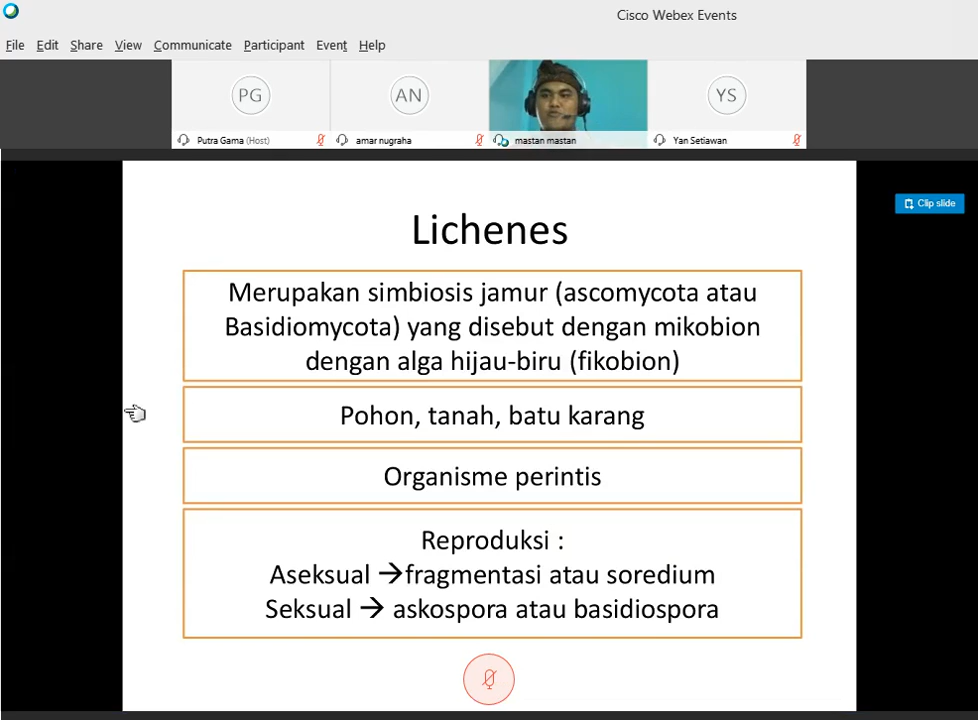 Cisco Webex Events
File Edit Share View Communicate Participant Event Help
PG AN YS
Putra Gama (Host) amar nugraha mastan mastan Yan Setiawan
Clip slide
Lichenes
Merupakan simbiosis jamur (ascomycota atau
Basidiomycota) yang disebut dengan mikobion
dengan alga hijau-biru (fikobion)
Pohon, tanah, batu karang
Organisme perintis
Reproduksi :
Aseksual →fragmentasi atau soredium
Seksual → askospora atau basidiospora